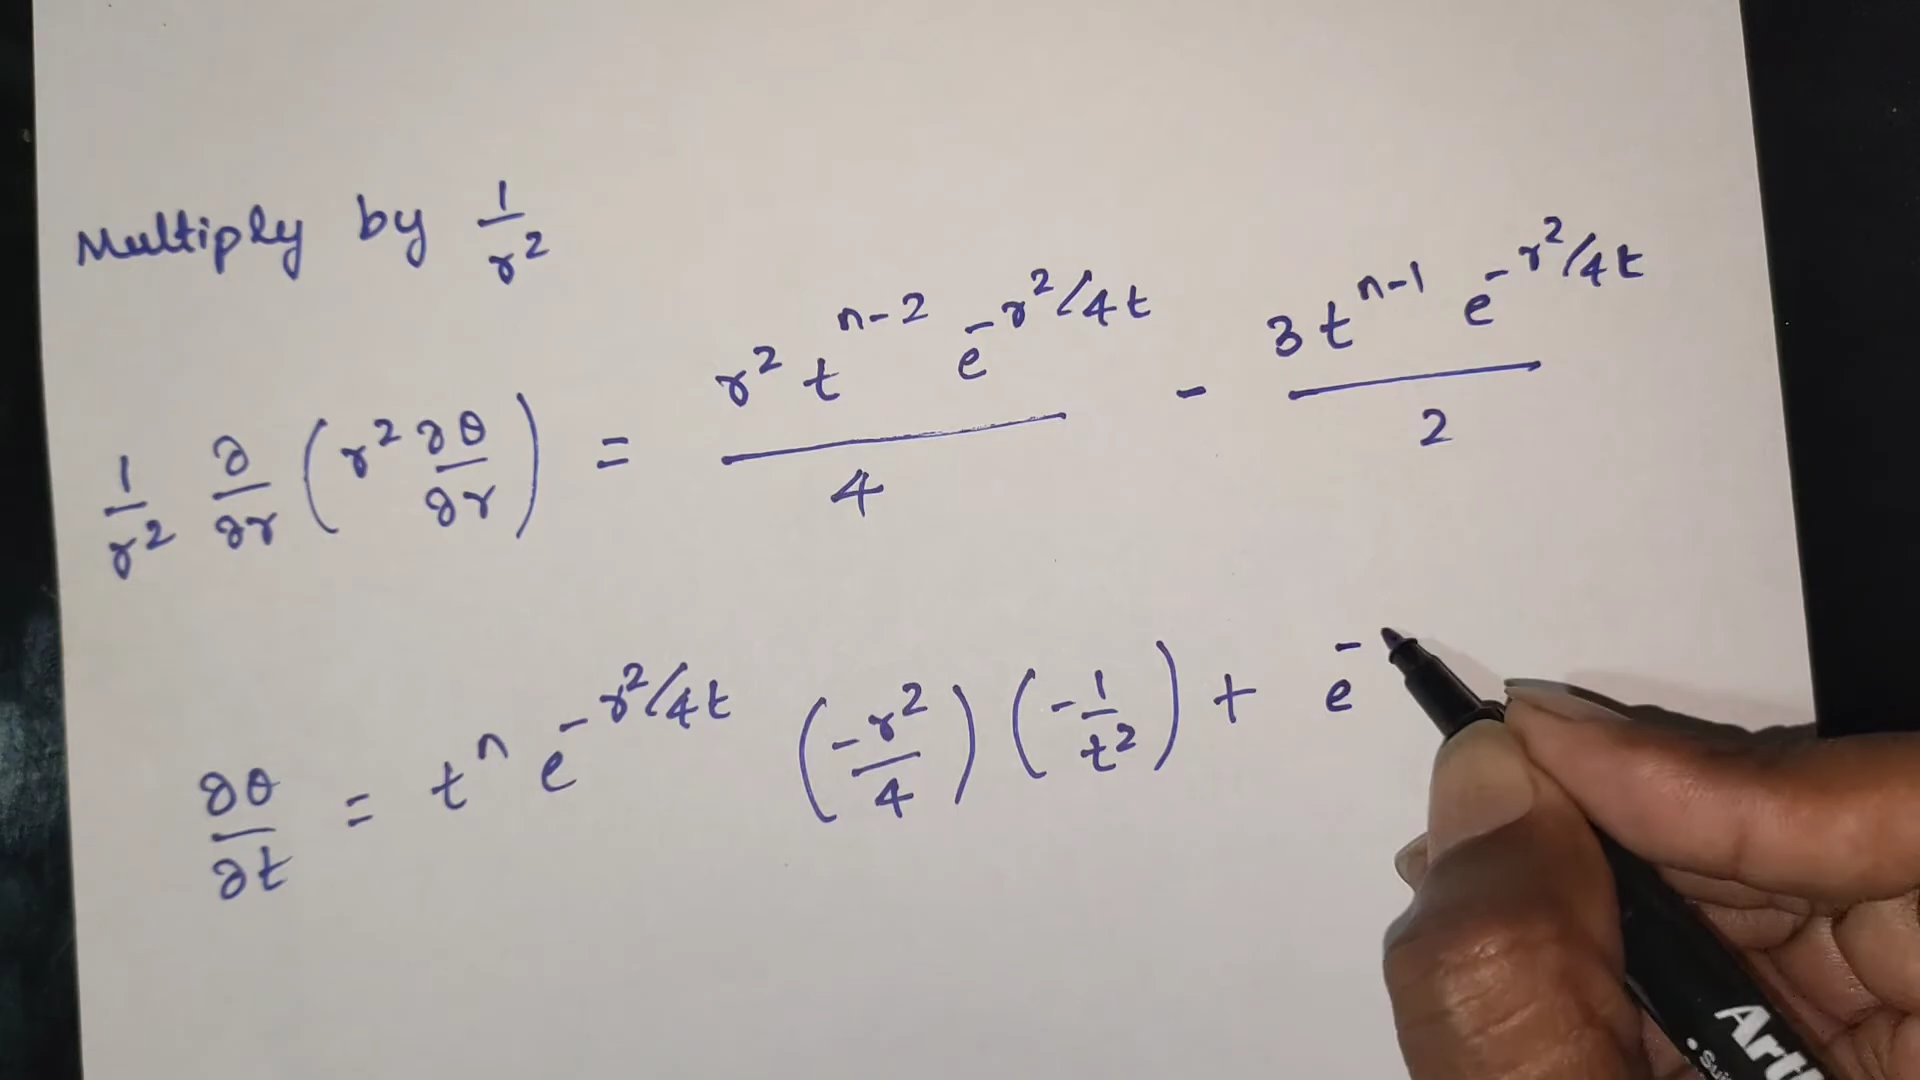 Multiply by 1/r²
1/r² ∂/∂r (r² ∂θ/∂r) = r² t^(n-2) e^(-r²/4t) / 4 - 3 t^(n-1) e^(-r²/4t) / 2
∂θ/∂t = t^n e^(-r²/4t) (-r²/4) (-1/t²) + e^-